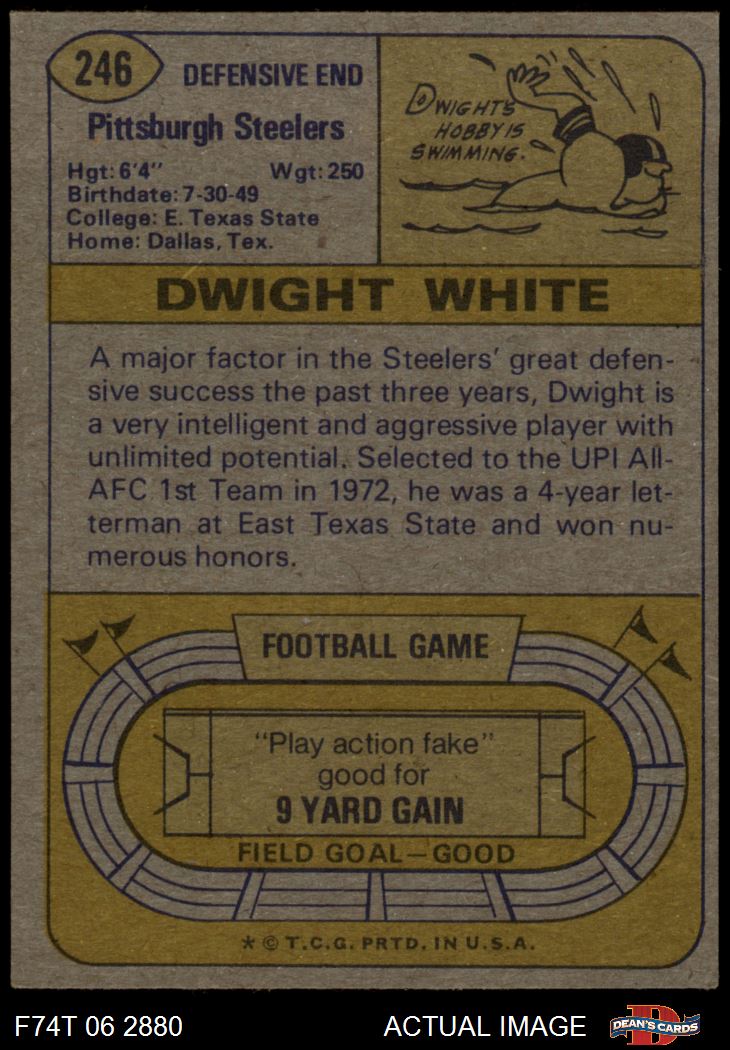 246
DEFENSIVE END
Pittsburgh Steelers
Hgt: 6'4" Wgt: 250
Birthdate: 7-30-49
College: E. Texas State
Home: Dallas, Tex.
DWIGHT'S
HOBBY IS
SWIMMING.
DWIGHT WHITE
A major factor in the Steelers' great defen-
sive success the past three years, Dwight is
a very intelligent and aggressive player with
unlimited potential. Selected to the UPI All-
AFC 1st Team in 1972, he was a 4-year let-
terman at East Texas State and won nu-
merous honors.
FOOTBALL GAME
"Play action fake"
good for
9 YARD GAIN
FIELD GOAL—GOOD
* © T.C.G. PRTD. IN U.S.A.
F74T 06 2880 ACTUAL IMAGE
D
DEAN'S CARDS